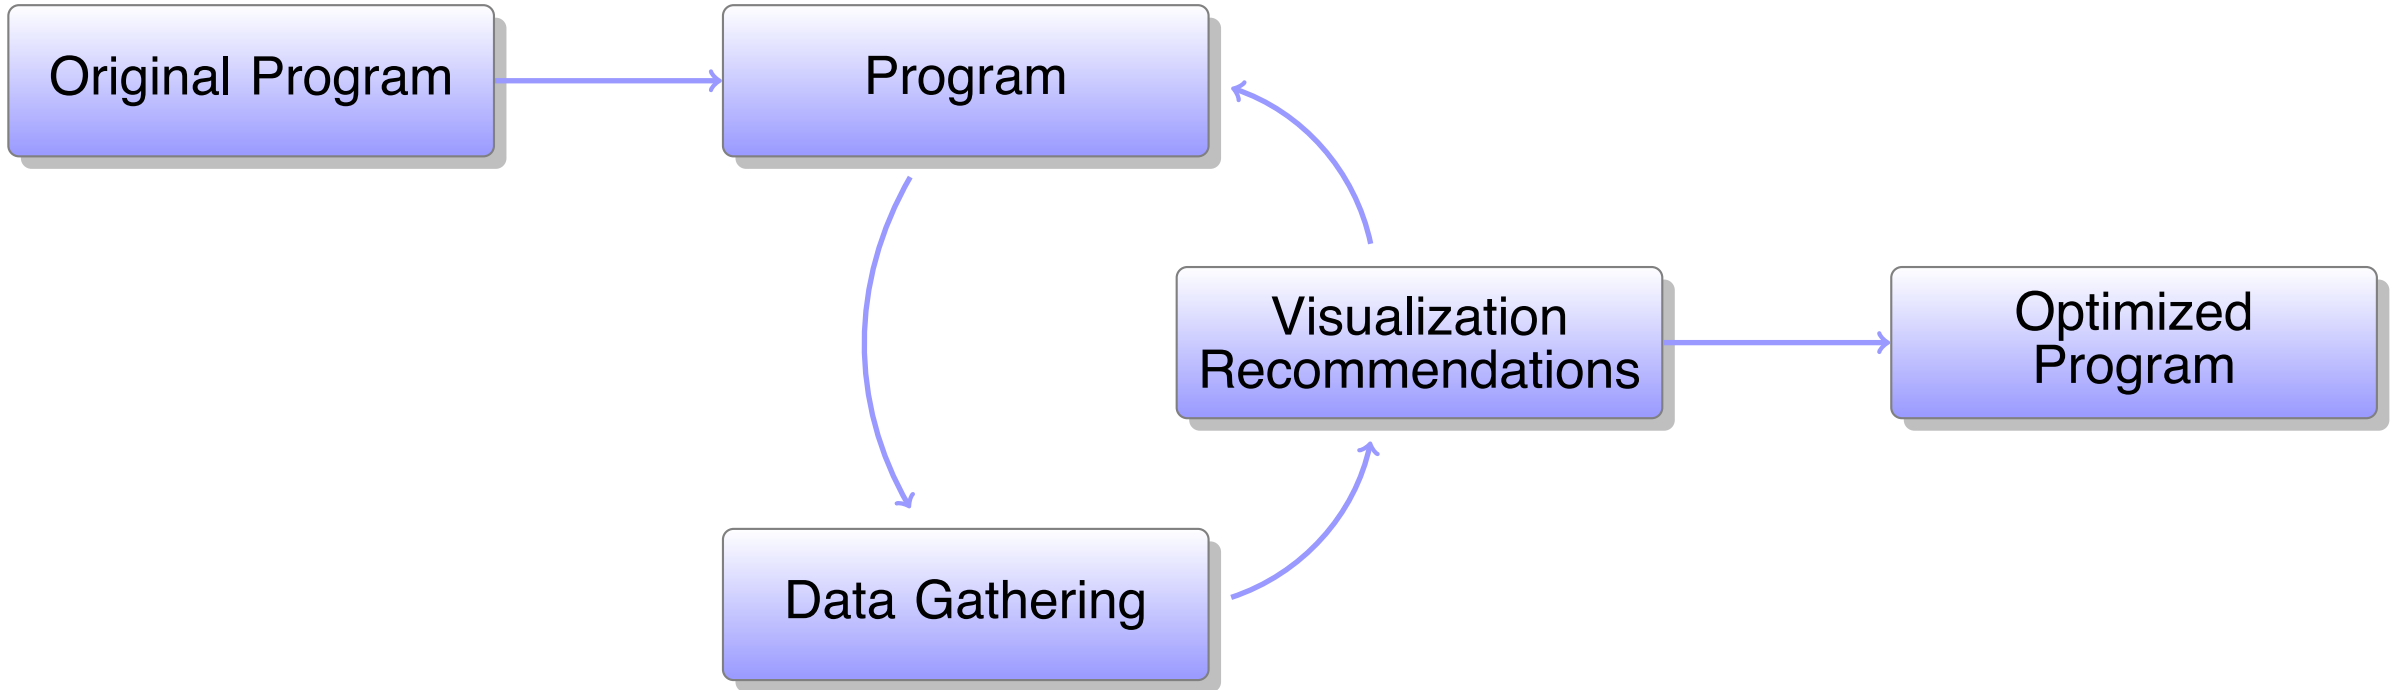 Original Program
Program
Visualization
Recommendations
Optimized
Program
Data Gathering